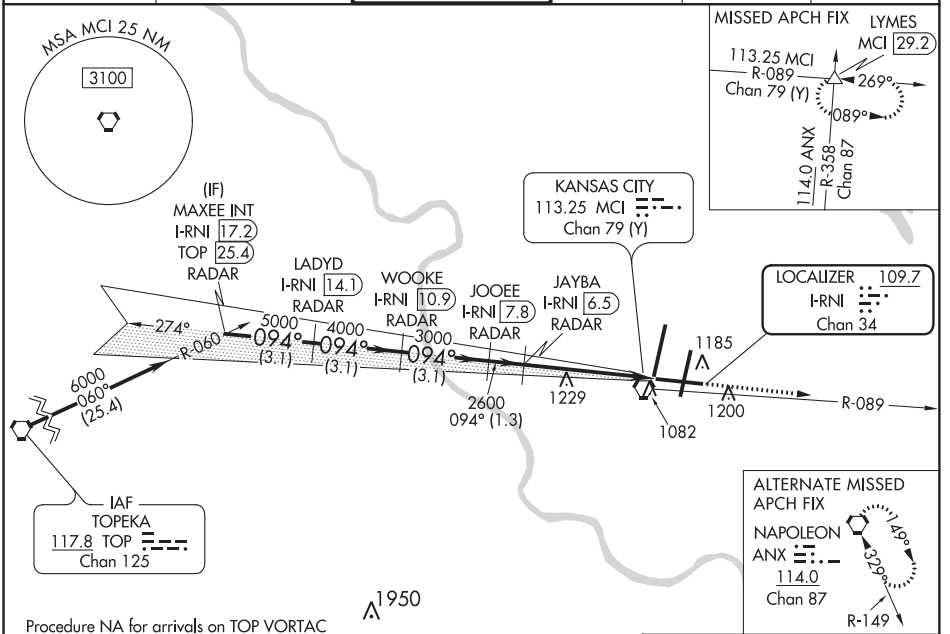 MSA MCI 25 NM
3100
MISSED APCH FIX
LYMES
MCI 29.2
113.25 MCI
R-089
Chan 79 (Y)
269°
089°
114.0 ANX
R-358
Chan 87
(IF)
MAXEE INT
I-RNI 17.2
TOP 25.4
RADAR
LADYD
I-RNI 14.1
RADAR
WOOKE
I-RNI 10.9
RADAR
JOOEE
I-RNI 7.8
RADAR
JAYBA
I-RNI 6.5
RADAR
KANSAS CITY
113.25 MCI
Chan 79 (Y)
LOCALIZER 109.7
I-RNI
Chan 34
274°
R-060
5000
094°
(3.1)
4000
094°
(3.1)
3000
094°
(3.1)
2600
094° (1.3)
6000
060°
(25.4)
1229
1185
1200
1082
R-089
IAF
TOPEKA
117.8 TOP
Chan 125
ALTERNATE MISSED
APCH FIX
NAPOLEON
ANX
114.0
Chan 87
149°
329°
R-149
1950
Procedure NA for arrivals on TOP VORTAC